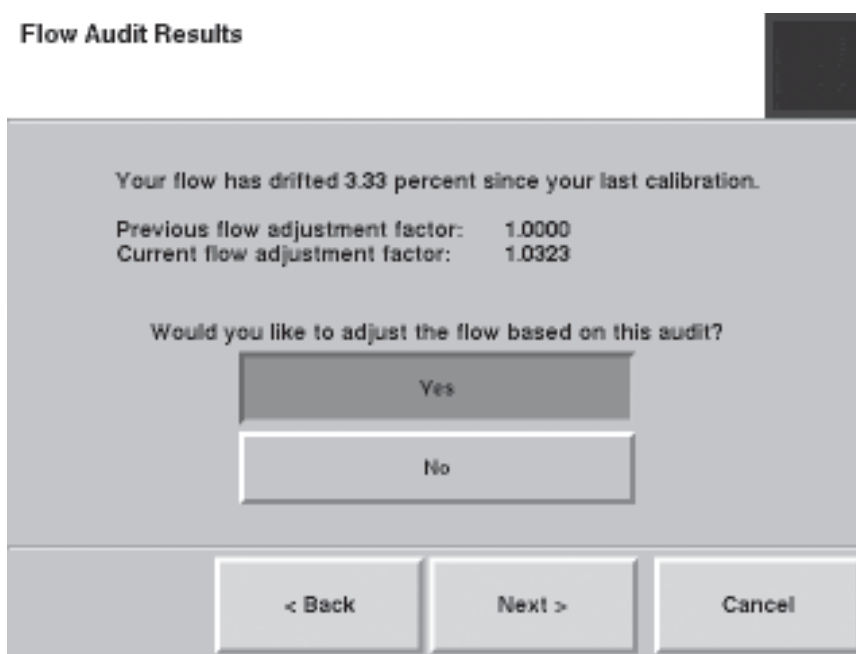 Flow Audit Results
Your flow has drifted 3.33 percent since your last calibration.
Previous flow adjustment factor: 1.0000
Current flow adjustment factor: 1.0323
Would you like to adjust the flow based on this audit?
Yes
No
< Back
Next >
Cancel